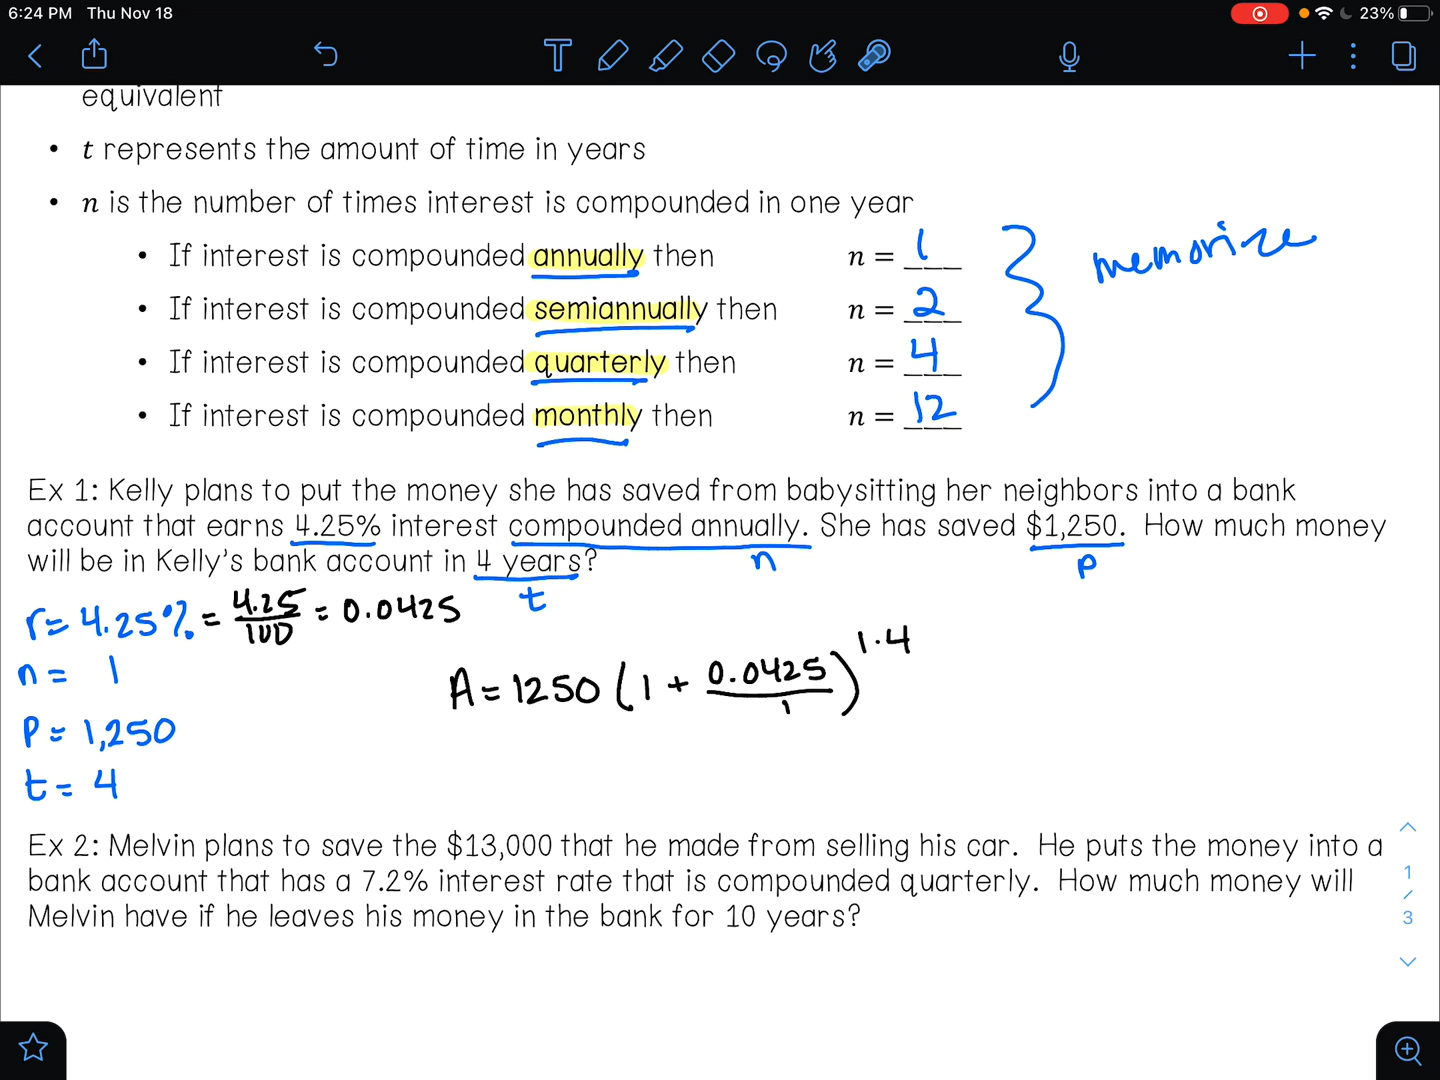 6:24 PM Thu Nov 18 23%
T
equivalent
• t represents the amount of time in years
• n is the number of times interest is compounded in one year
• If interest is compounded annually then n = 1
• If interest is compounded semiannually then n = 2
• If interest is compounded quarterly then n = 4
• If interest is compounded monthly then n = 12
memorize
Ex 1: Kelly plans to put the money she has saved from babysitting her neighbors into a bank
account that earns 4.25% interest compounded annually. She has saved $1,250. How much money
will be in Kelly's bank account in 4 years?
n
P
t
r = 4.25% = 4.25/100 = 0.0425
n = 1
P = 1,250
t = 4
A = 1250 (1 + 0.0425/1)^1·4
Ex 2: Melvin plans to save the $13,000 that he made from selling his car. He puts the money into a
bank account that has a 7.2% interest rate that is compounded quarterly. How much money will
Melvin have if he leaves his money in the bank for 10 years?
1
/
3